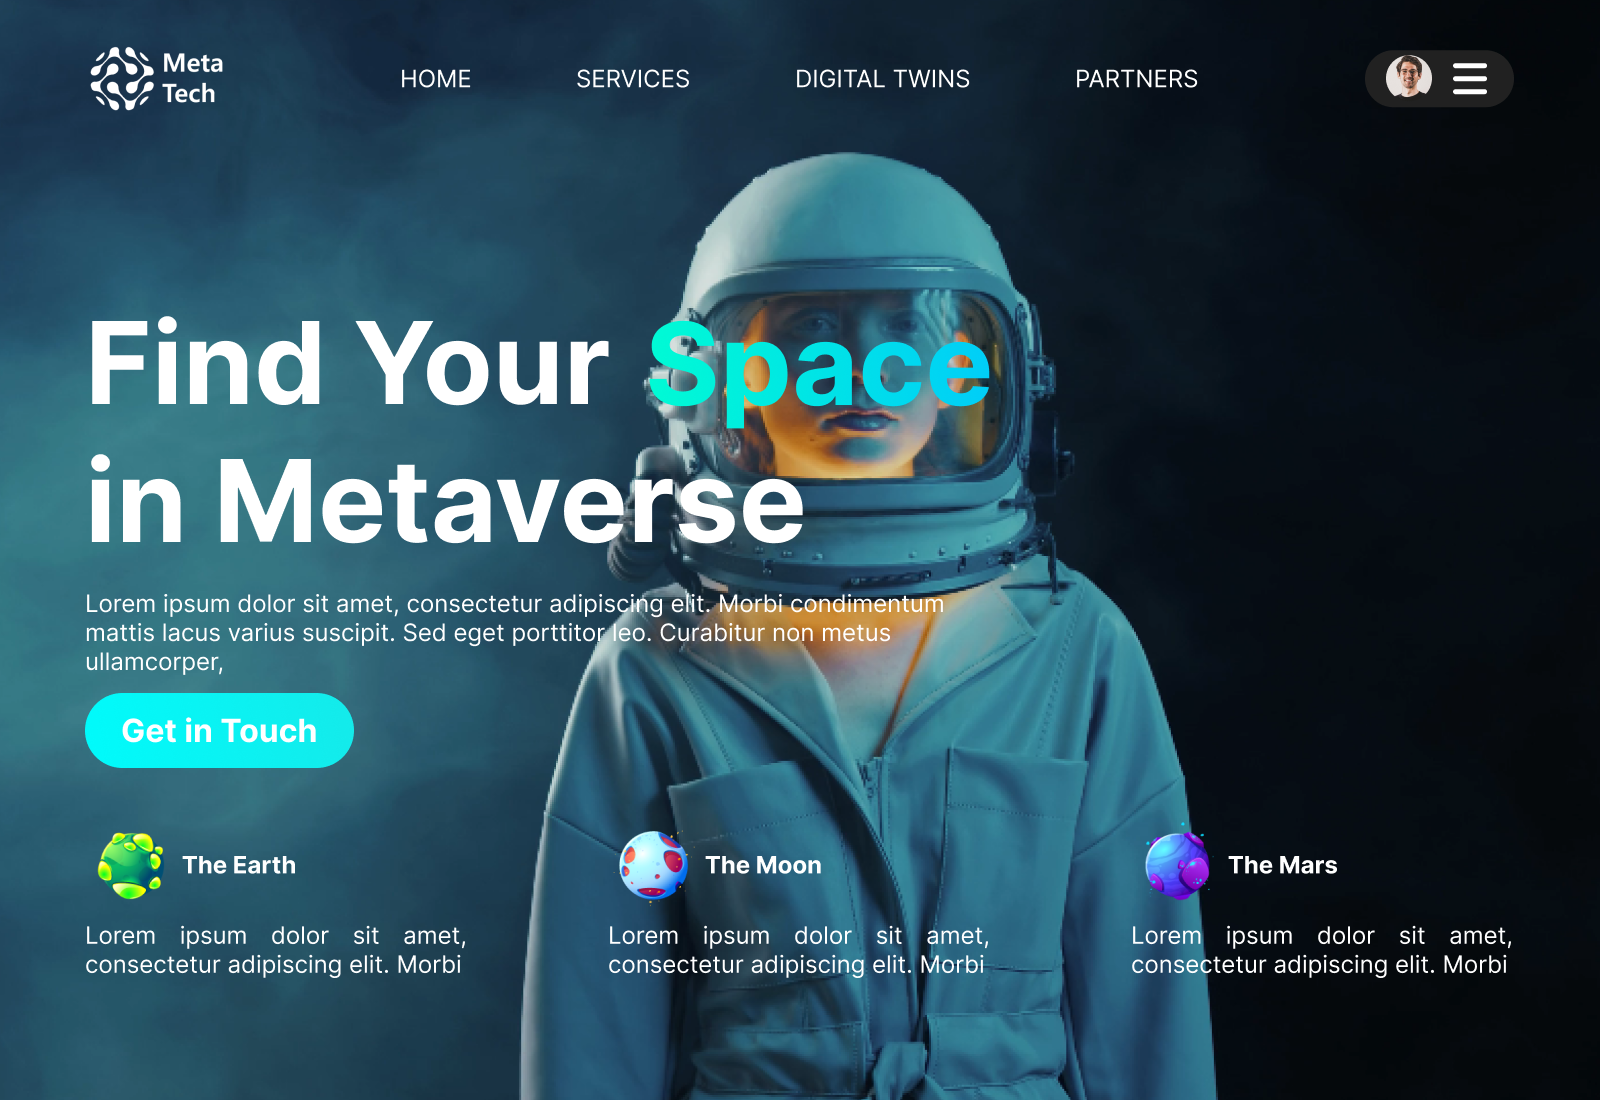 Meta
Tech
HOME
SERVICES
DIGITAL TWINS
PARTNERS
Find Your Space
in Metaverse
Lorem ipsum dolor sit amet, consectetur adipiscing elit. Morbi condimentum
mattis lacus varius suscipit. Sed eget porttitor leo. Curabitur non metus
ullamcorper,
Get in Touch
The Earth
Lorem ipsum dolor sit amet,
consectetur adipiscing elit. Morbi
The Moon
Lorem ipsum dolor sit amet,
consectetur adipiscing elit. Morbi
The Mars
Lorem ipsum dolor sit amet,
consectetur adipiscing elit. Morbi